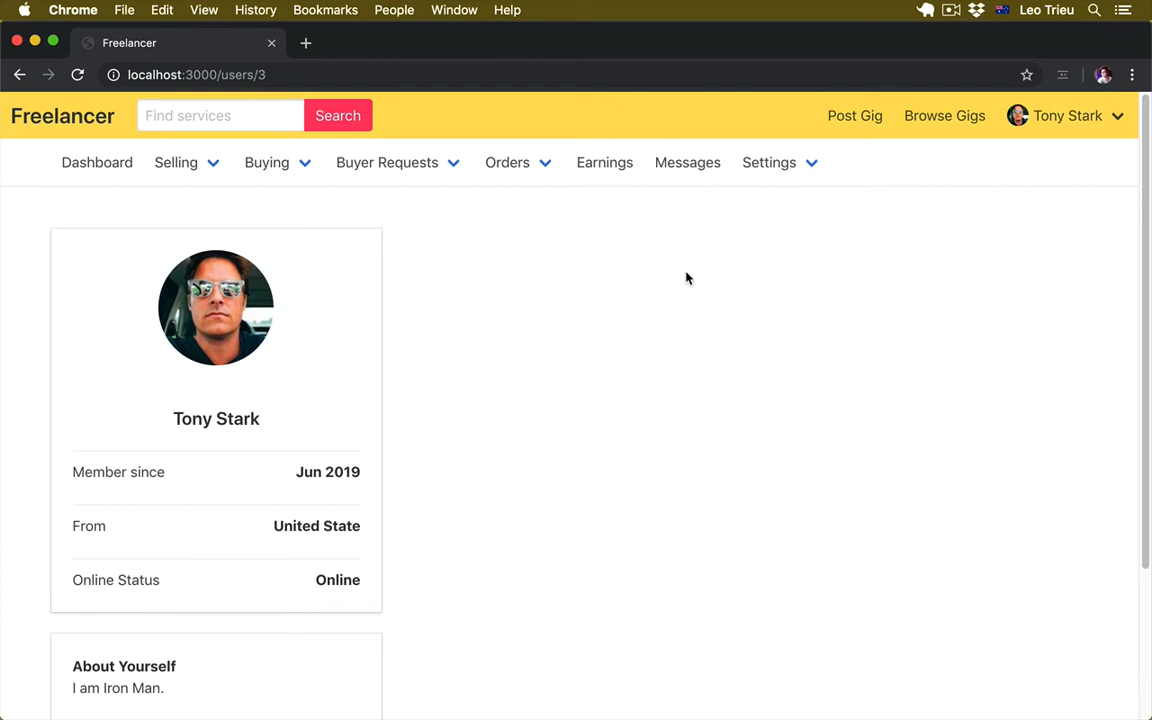 Chrome File Edit View History Bookmarks People Window Help Leo Trieu
Freelancer
localhost:3000/users/3
Freelancer Find services Search Post Gig Browse Gigs Tony Stark
Dashboard Selling Buying Buyer Requests Orders Earnings Messages Settings
Tony Stark
Member since Jun 2019
From United State
Online Status Online
About Yourself
I am Iron Man.